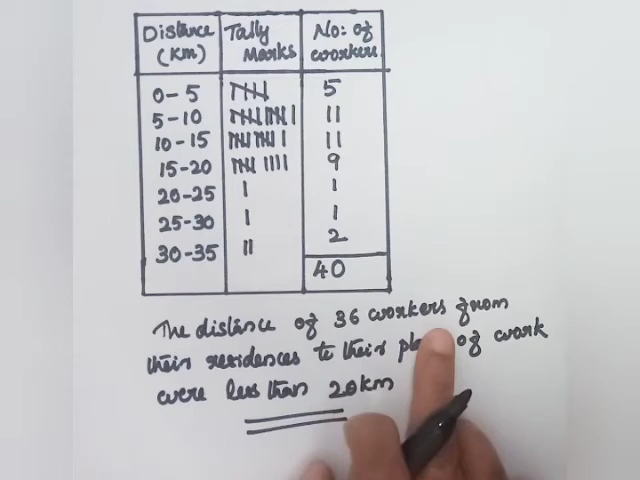 Distance (Km) Tally Marks No: of workers
0-5 5
5-10 11
10-15 11
15-20 9
20-25 1
25-30 1
30-35 2
40
The distance of 36 workers from
their residences to their of work
were less than 20km